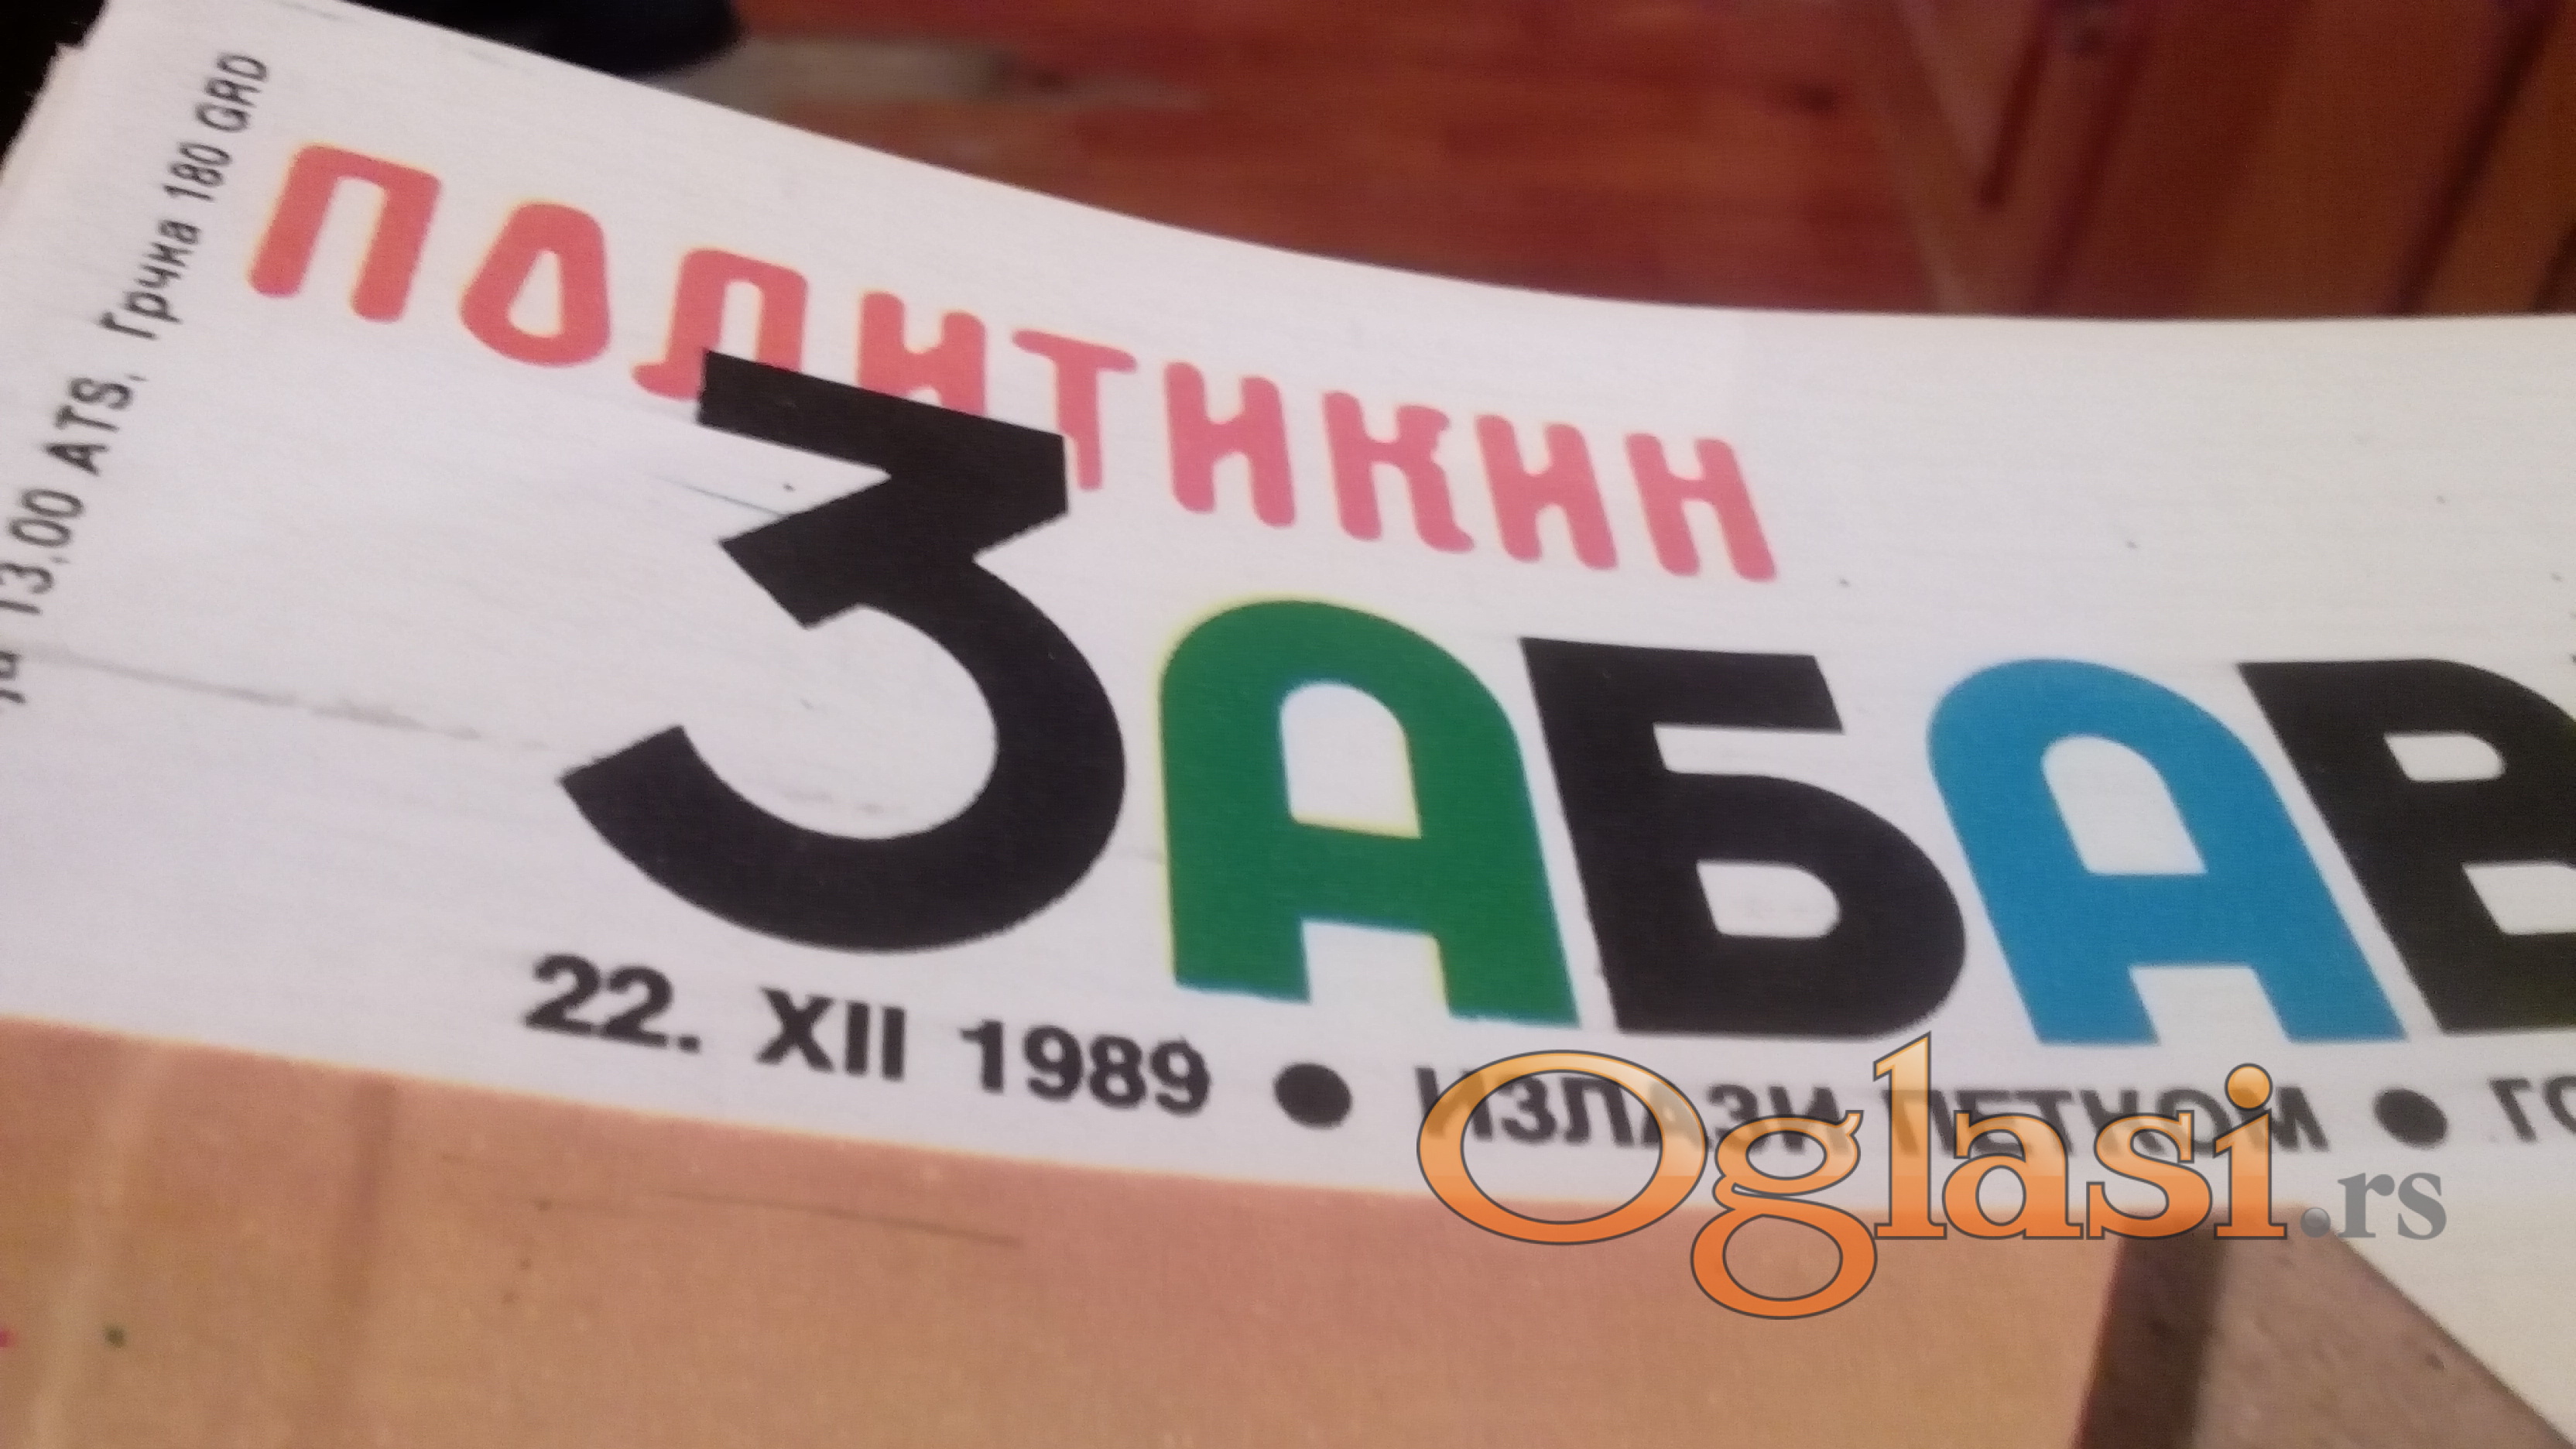 13,00 ATS, Грчка 180 GRD
ПОЛИТИКИН
ЗАБАВ
22. XII 1989 ● ИЗЛАЗИ ПЕТКОМ ●
Oglasi.rs